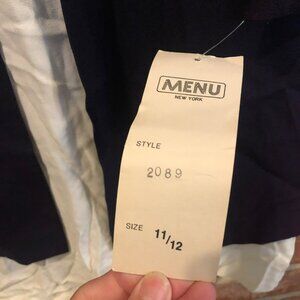 MENU
NEW YORK
STYLE
2089
SIZE 11/12